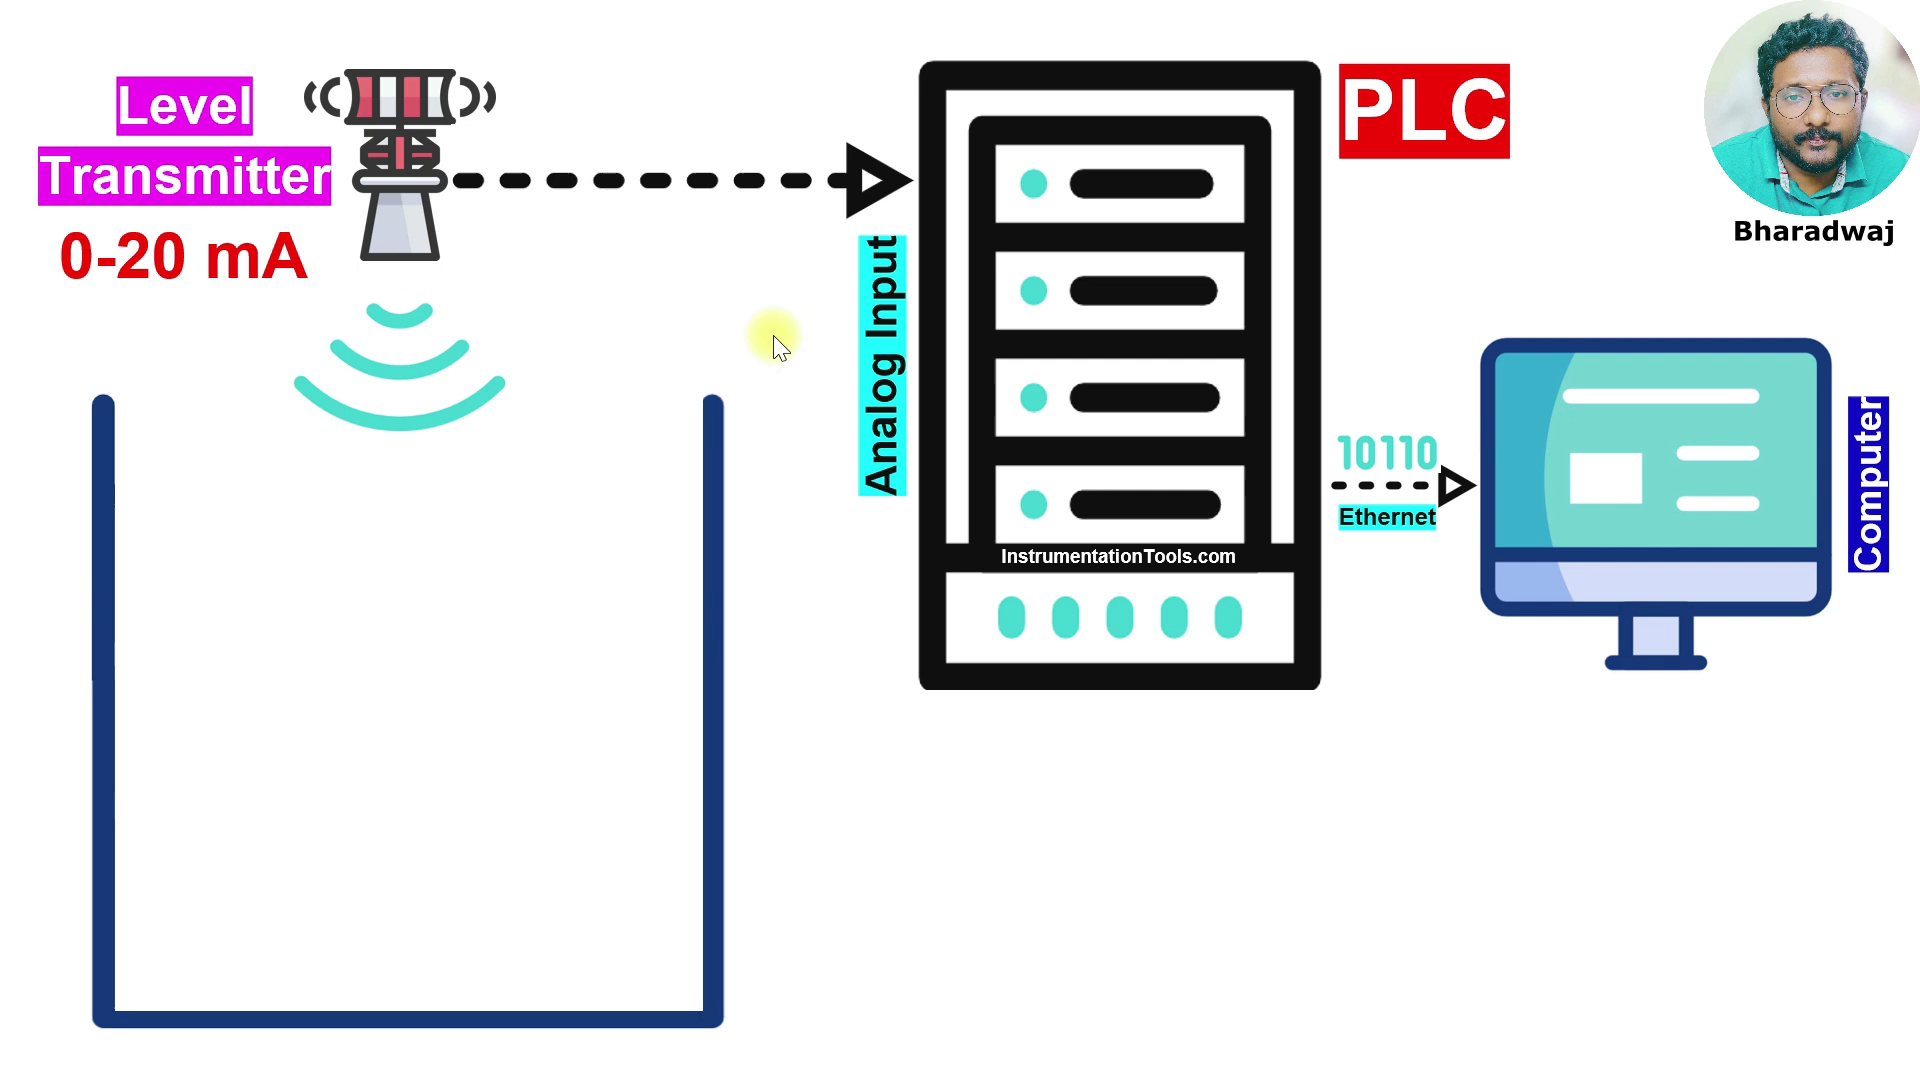 Level
Transmitter
0-20 mA
Analog Input
PLC
InstrumentationTools.com
10110
Ethernet
Computer
Bharadwaj